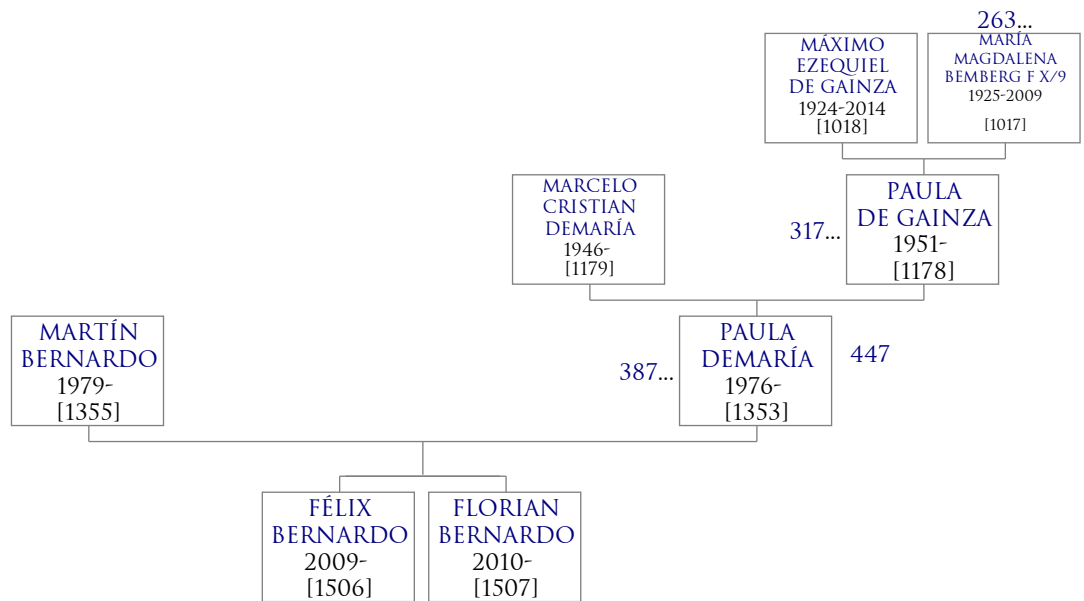 263...
MÁXIMO
EZEQUIEL
DE GAINZA
1924-2014
[1018]
MARÍA
MAGDALENA
BEMBERG F X/9
1925-2009
[1017]
MARCELO
CRISTIAN
DEMARÍA
1946-
[1179]
317...
PAULA
DE GAINZA
1951-
[1178]
MARTÍN
BERNARDO
1979-
[1355]
387...
PAULA
DEMARÍA
1976-
[1353]
447
FÉLIX
BERNARDO
2009-
[1506]
FLORIAN
BERNARDO
2010-
[1507]